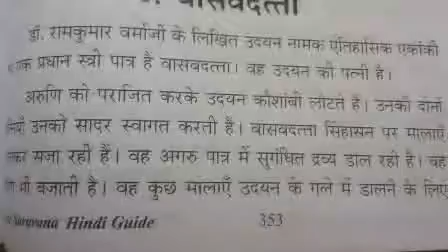 वासवदत्ता
डॉ. रामकुमार वर्माजी के लिखित उदयन नामक ऐतिहासिक एकांकी
प्रधान स्त्री पात्र है वासवदत्ता। वह उदयन की पत्नी है।
अरुणि को पराजित करके उदयन कौशांबी लौटते हैं। उनकी दोनों
उनको सादर स्वागत करती हैं। वासवदत्ता सिंहासन पर मालाएँ
सजा रही है। वह अगरु पात्र में सुगंधित द्रव्य डाल रही है। वह
भी बजाती है। वह कुछ मालाएँ उदयन के गले में डालने के लिए
Hindi Guide 353